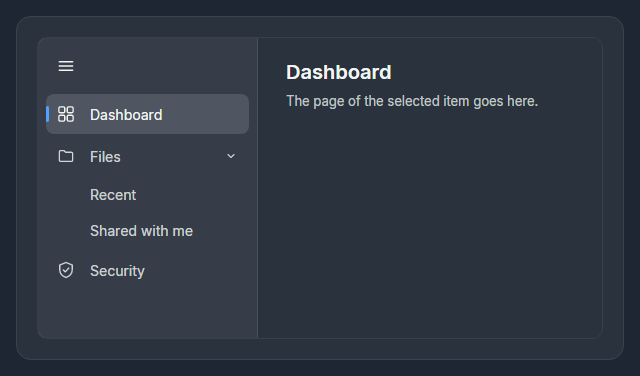 Dashboard
The page of the selected item goes here.
Dashboard
Files
Recent
Shared with me
Security